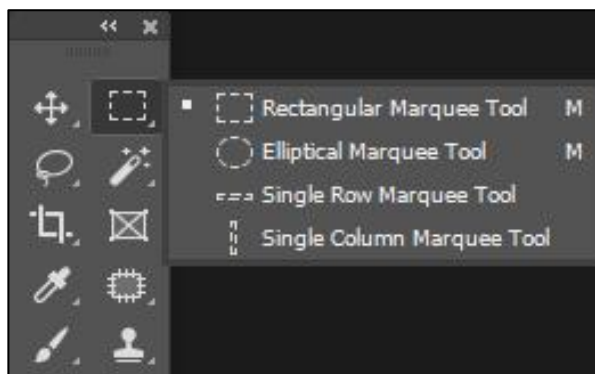 Rectangular Marquee Tool M
Elliptical Marquee Tool M
Single Row Marquee Tool
Single Column Marquee Tool